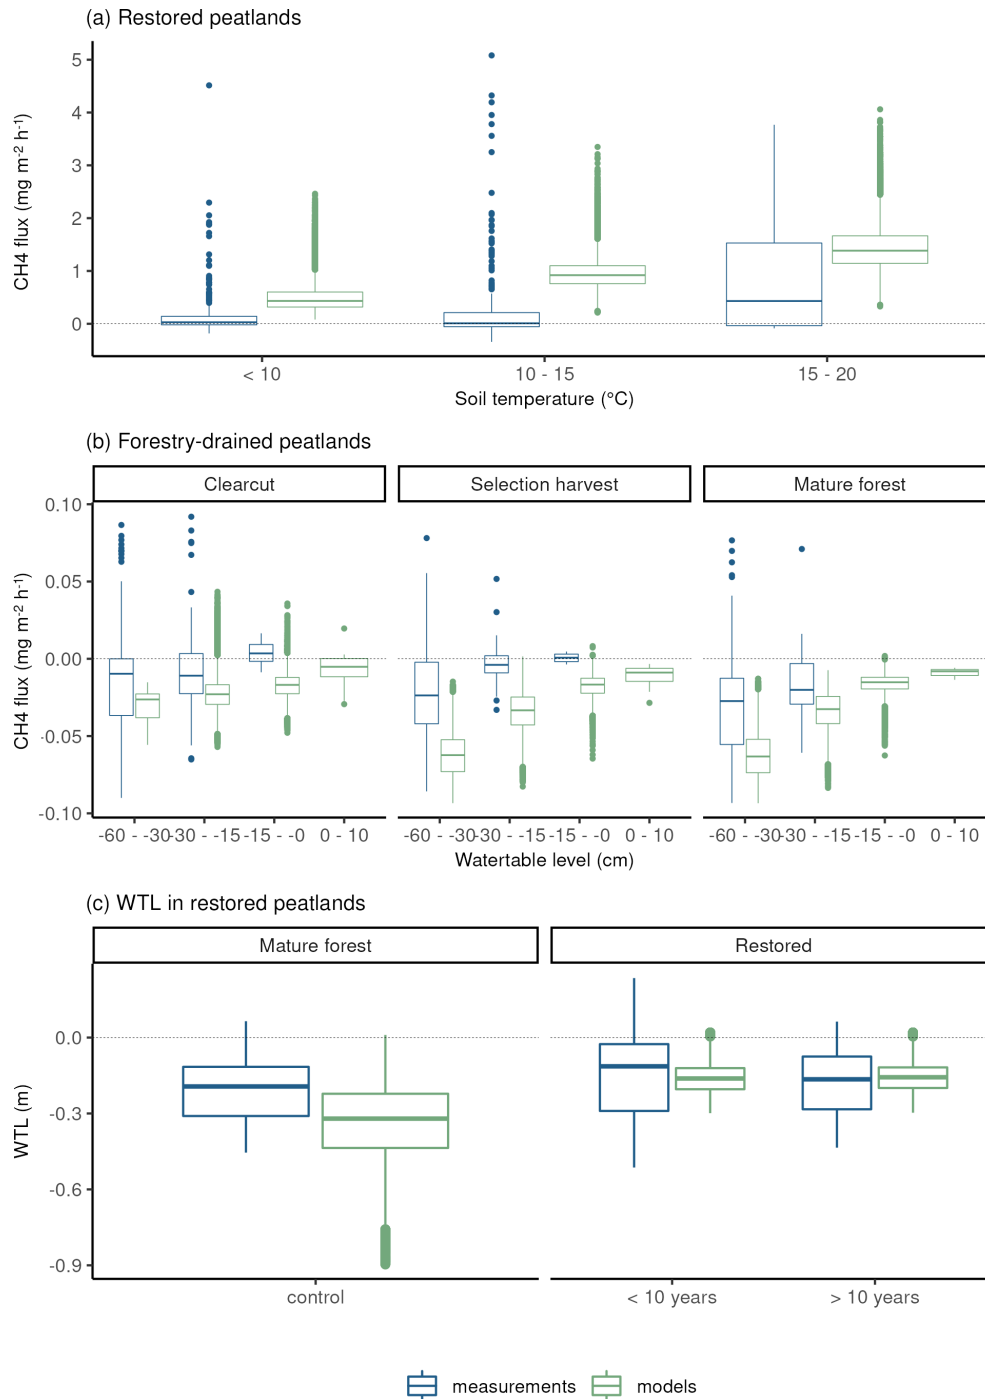 (a) Restored peatlands
CH4 flux (mg m⁻² h⁻¹)
5
4
3
2
1
0
< 10
10 - 15
15 - 20
Soil temperature (°C)
(b) Forestry-drained peatlands
Clearcut
Selection harvest
Mature forest
CH4 flux (mg m⁻² h⁻¹)
0.10
0.05
0.00
-0.05
-0.10
-60 - -30 -30 - -15 -15 - -0 0 - 10
-60 - -30 -30 - -15 -15 - -0 0 - 10
-60 - -30 -30 - -15 -15 - -0 0 - 10
Watertable level (cm)
(c) WTL in restored peatlands
Mature forest
Restored
WTL (m)
0.0
-0.3
-0.6
-0.9
control
< 10 years
> 10 years
measurements
models